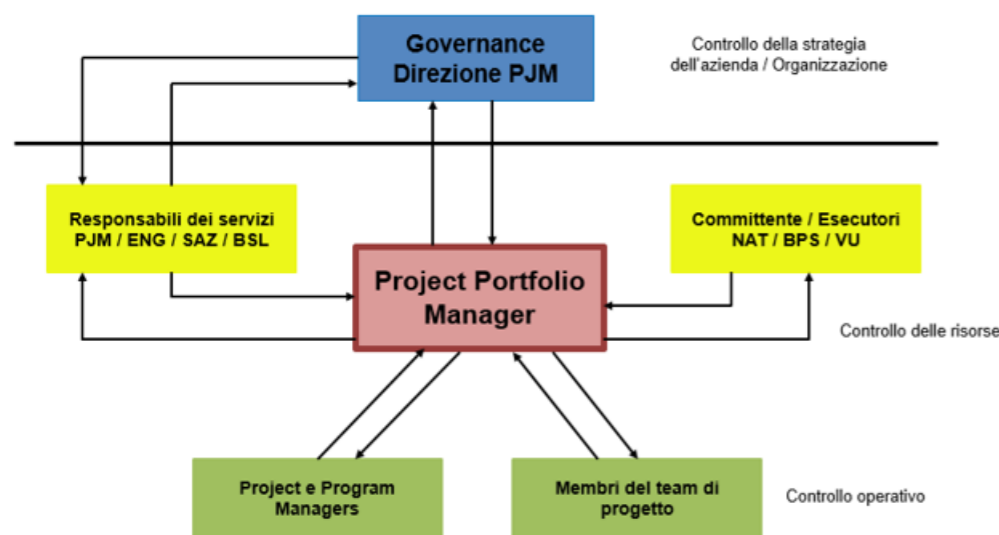 Governance
Direzione PJM
Controllo della strategia
dell'azienda / Organizzazione
Responsabili dei servizi
PJM / ENG / SAZ / BSL
Committente / Esecutori
NAT / BPS / VU
Project Portfolio
Manager
Controllo delle risorse
Project e Program
Managers
Membri del team di
progetto
Controllo operativo